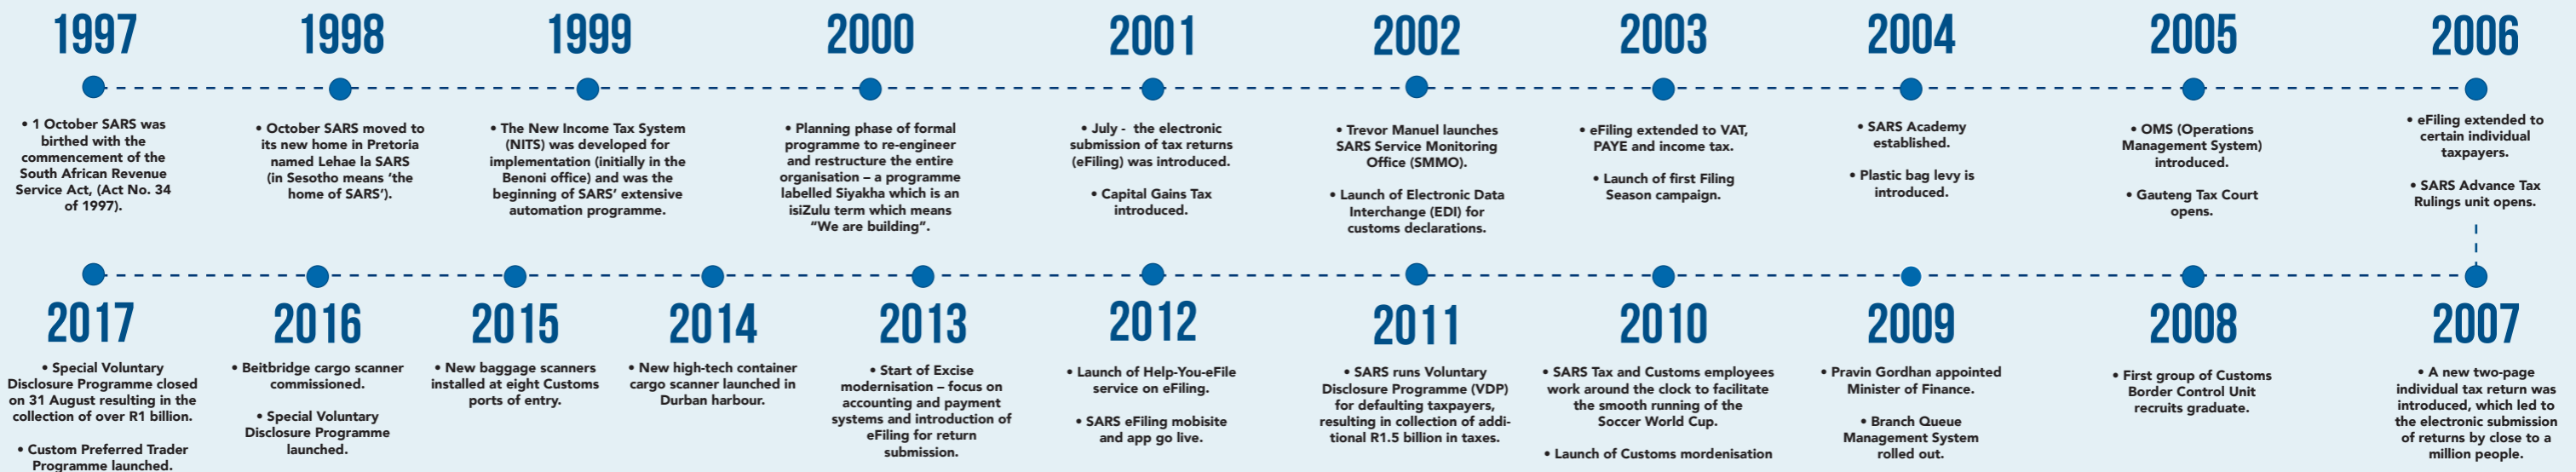 1997
• 1 October SARS was
birthed with the
commencement of the
South African Revenue
Service Act, (Act No. 34
of 1997).
1998
• October SARS moved to
its new home in Pretoria
named Lehae la SARS
(in Sesotho means ‘the
home of SARS’).
1999
• The New Income Tax System
(NITS) was developed for
implementation (initially in the
Benoni office) and was the
beginning of SARS’ extensive
automation programme.
2000
• Planning phase of formal
programme to re-engineer
and restructure the entire
organisation – a programme
labelled Siyakha which is an
isiZulu term which means
“We are building”.
2001
• July - the electronic
submission of tax returns
(eFiling) was introduced.
• Capital Gains Tax
introduced.
2002
• Trevor Manuel launches
SARS Service Monitoring
Office (SMMO).
• Launch of Electronic Data
Interchange (EDI) for
customs declarations.
2003
• eFiling extended to VAT,
PAYE and income tax.
• Launch of first Filing
Season campaign.
2004
• SARS Academy
established.
• Plastic bag levy is
introduced.
2005
• OMS (Operations
Management System)
introduced.
• Gauteng Tax Court
opens.
2006
• eFiling extended to
certain individual
taxpayers.
• SARS Advance Tax
Rulings unit opens.
2017
• Special Voluntary
Disclosure Programme closed
on 31 August resulting in the
collection of over R1 billion.
• Custom Preferred Trader
Programme launched.
2016
• Beitbridge cargo scanner
commissioned.
• Special Voluntary
Disclosure Programme
launched.
2015
• New baggage scanners
installed at eight Customs
ports of entry.
2014
• New high-tech container
cargo scanner launched in
Durban harbour.
2013
• Start of Excise
modernisation – focus on
accounting and payment
systems and introduction of
eFiling for return
submission.
2012
• Launch of Help-You-eFile
service on eFiling.
• SARS eFiling mobisite
and app go live.
2011
• SARS runs Voluntary
Disclosure Programme (VDP)
for defaulting taxpayers,
resulting in collection of addi-
tional R1.5 billion in taxes.
2010
• SARS Tax and Customs employees
work around the clock to facilitate
the smooth running of the
Soccer World Cup.
• Launch of Customs mordenisation
2009
• Pravin Gordhan appointed
Minister of Finance.
• Branch Queue
Management System
rolled out.
2008
• First group of Customs
Border Control Unit
recruits graduate.
2007
• A new two-page
individual tax return was
introduced, which led to
the electronic submission
of returns by close to a
million people.